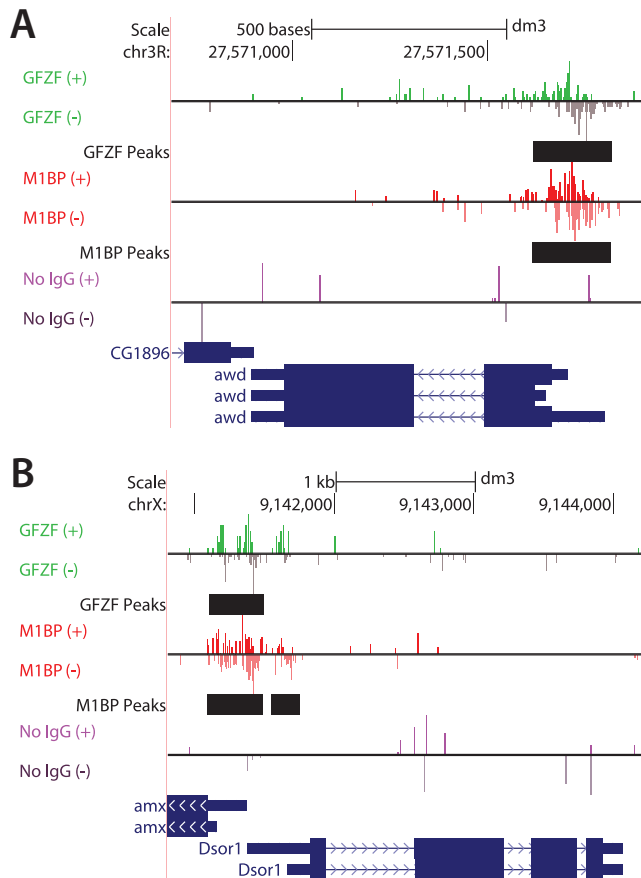 A
Scale 500 bases dm3
chr3R: 27,571,000 27,571,500
GFZF (+)
GFZF (-)
GFZF Peaks
M1BP (+)
M1BP (-)
M1BP Peaks
No IgG (+)
No IgG (-)
CG1896
awd
awd
awd
B
Scale 1 kb dm3
chrX: 9,142,000 9,143,000 9,144,000
GFZF (+)
GFZF (-)
GFZF Peaks
M1BP (+)
M1BP (-)
M1BP Peaks
No IgG (+)
No IgG (-)
amx
amx
Dsor1
Dsor1